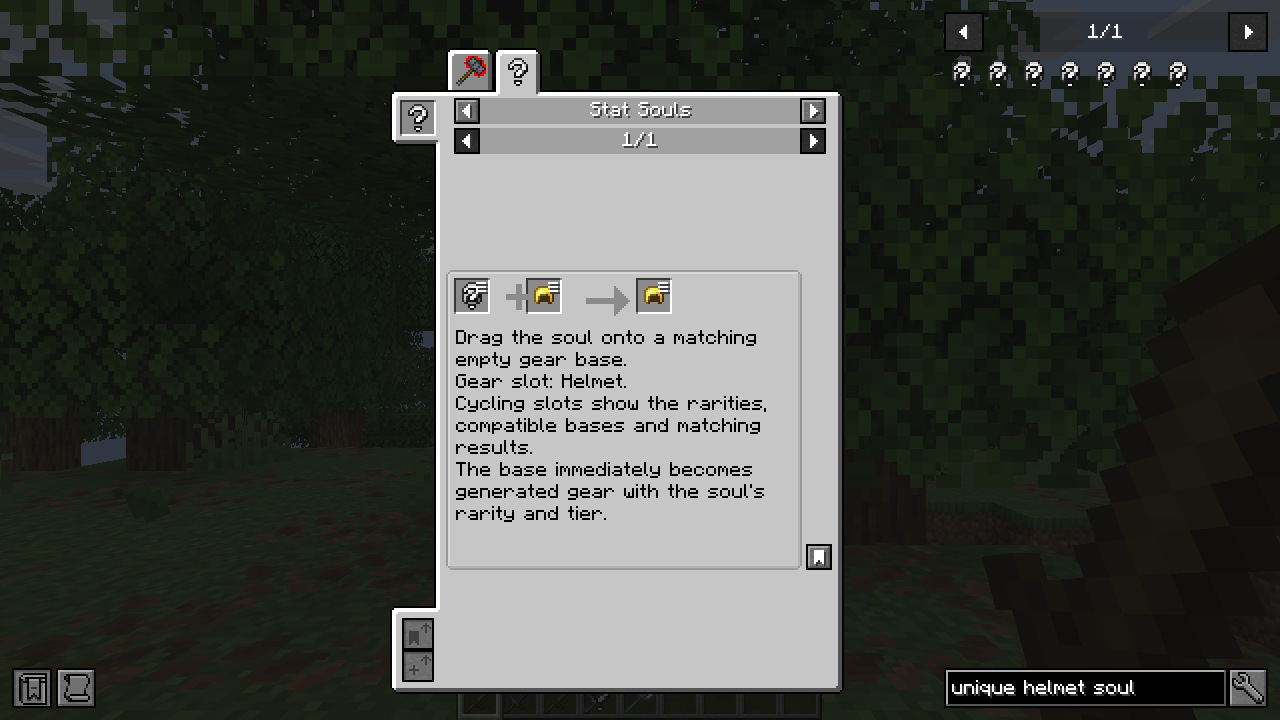 1/1
Stat Souls
1/1
Drag the soul onto a matching
empty gear base.
Gear slot: Helmet.
Cycling slots show the rarities,
compatible bases and matching
results.
The base immediately becomes
generated gear with the soul's
rarity and tier.
unique helmet soul